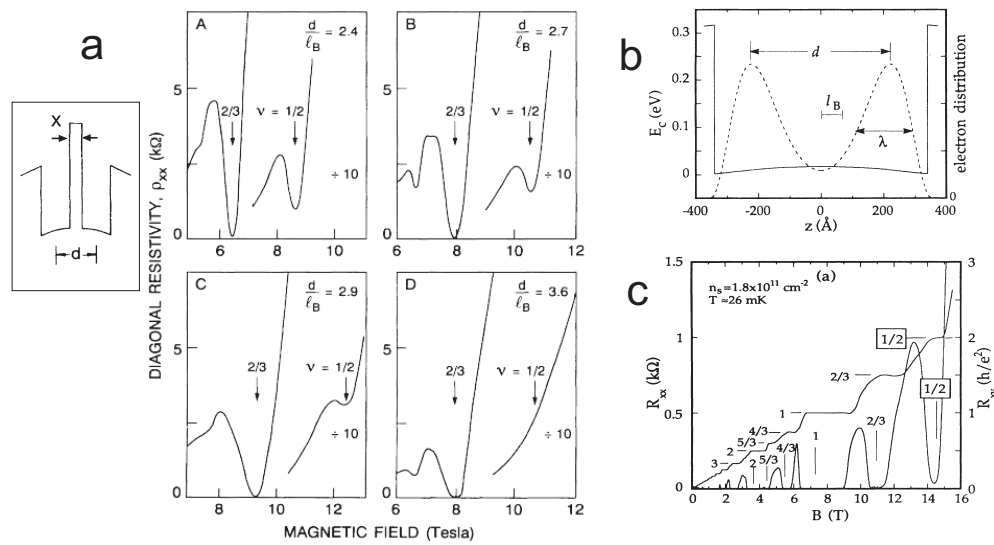 a
X
d
DIAGONAL RESISTIVITY, ρxx (kΩ)
A
d/ℓB = 2.4
5
2/3
ν = 1/2
÷ 10
0
6 8 10
B
d/ℓB = 2.7
5
2/3
ν = 1/2
÷ 10
0
6 8 10 12
C
d/ℓB = 2.9
5
2/3
ν = 1/2
÷ 10
0
8 10 12
D
d/ℓB = 3.6
5
2/3
ν = 1/2
÷ 10
0
6 8 10 12
MAGNETIC FIELD (Tesla)
b
EC (eV)
0.3
0.2
0.1
0
d
lB
λ
electron distribution
0
-400 -200 0 200 400
z (Å)
c
(a)
ns=1.8x10¹¹ cm-2
T ≈26 mK
Rxx (kΩ)
1.5
1
0.5
0
3
2
1
0
Rxy (h/e²)
1/2
1/2
2/3
2/3
1
1
4/3
5/3
2
3
2
5/3
4/3
0 2 4 6 8 10 12 14 16
B (T)